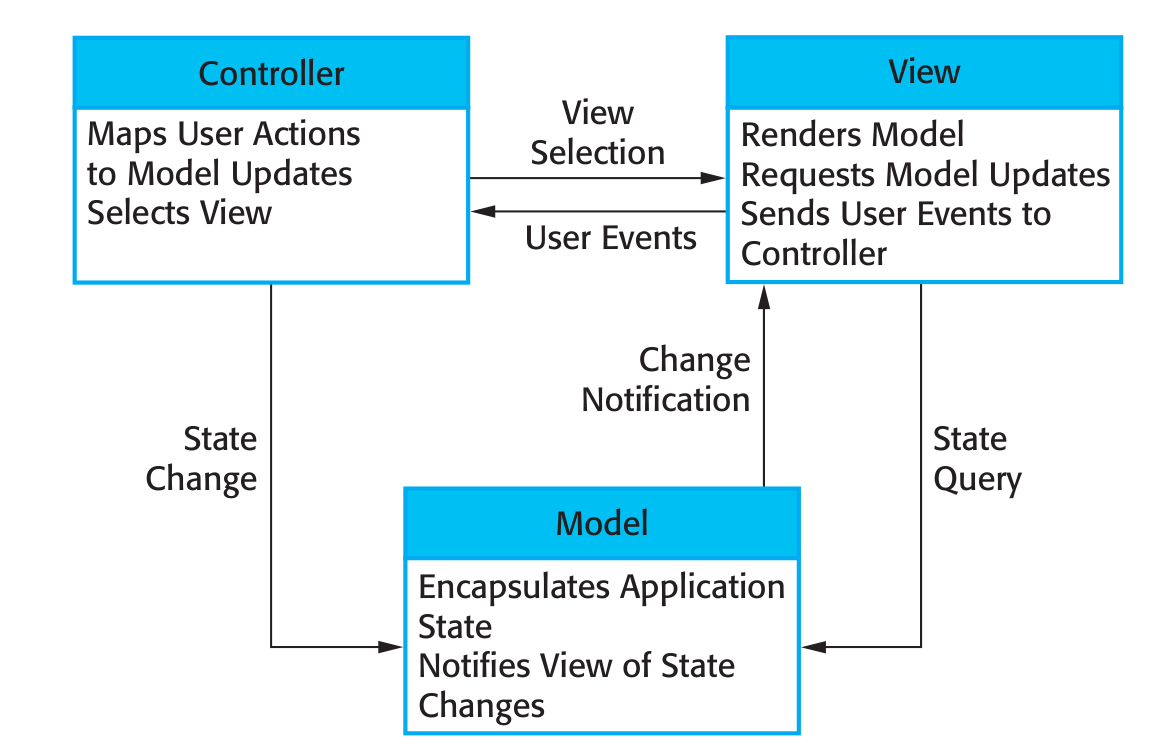 Controller
Maps User Actions
to Model Updates
Selects View
View
Selection
User Events
View
Renders Model
Requests Model Updates
Sends User Events to
Controller
State
Change
Change
Notification
State
Query
Model
Encapsulates Application
State
Notifies View of State
Changes